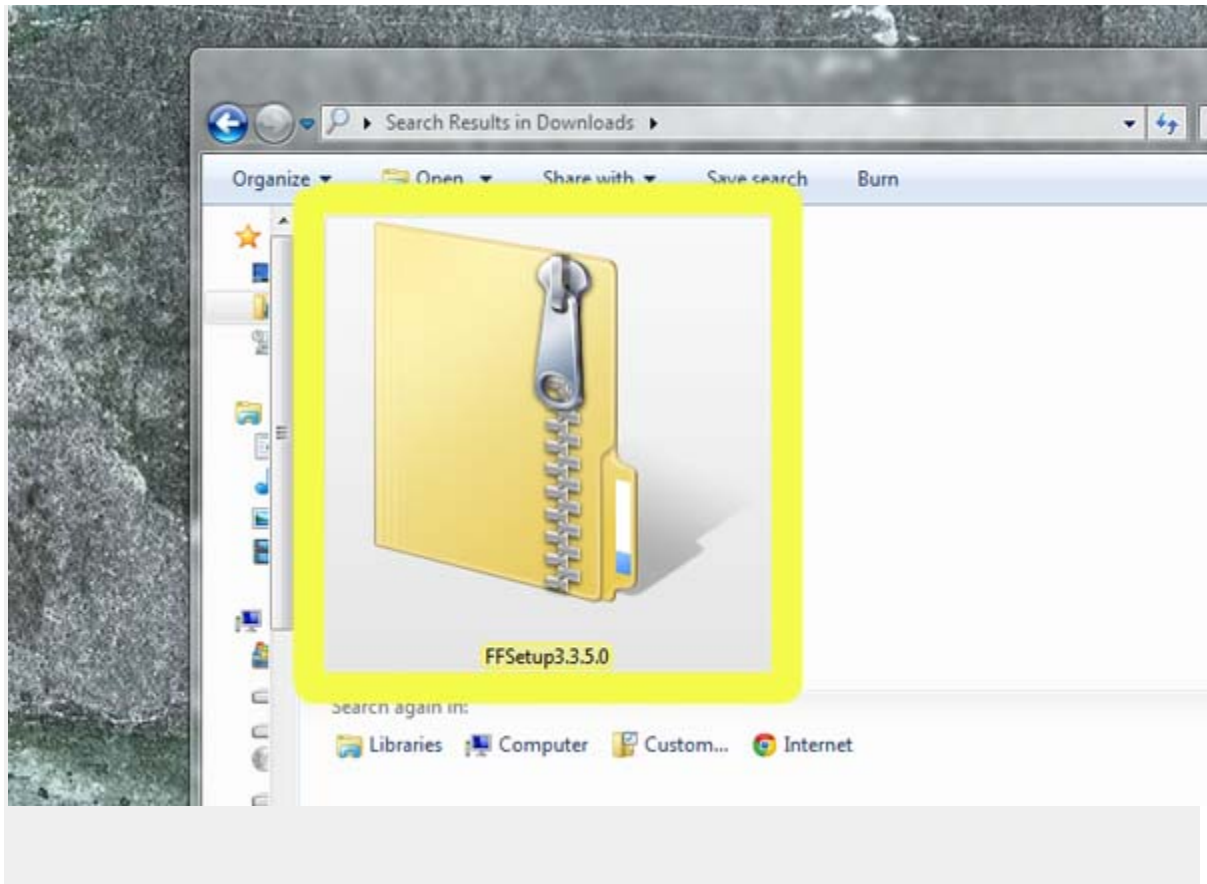 Search Results in Downloads
Organize Open Share with Save search Burn
FFSetup3.3.5.0
Search again in:
Libraries Computer Custom... Internet